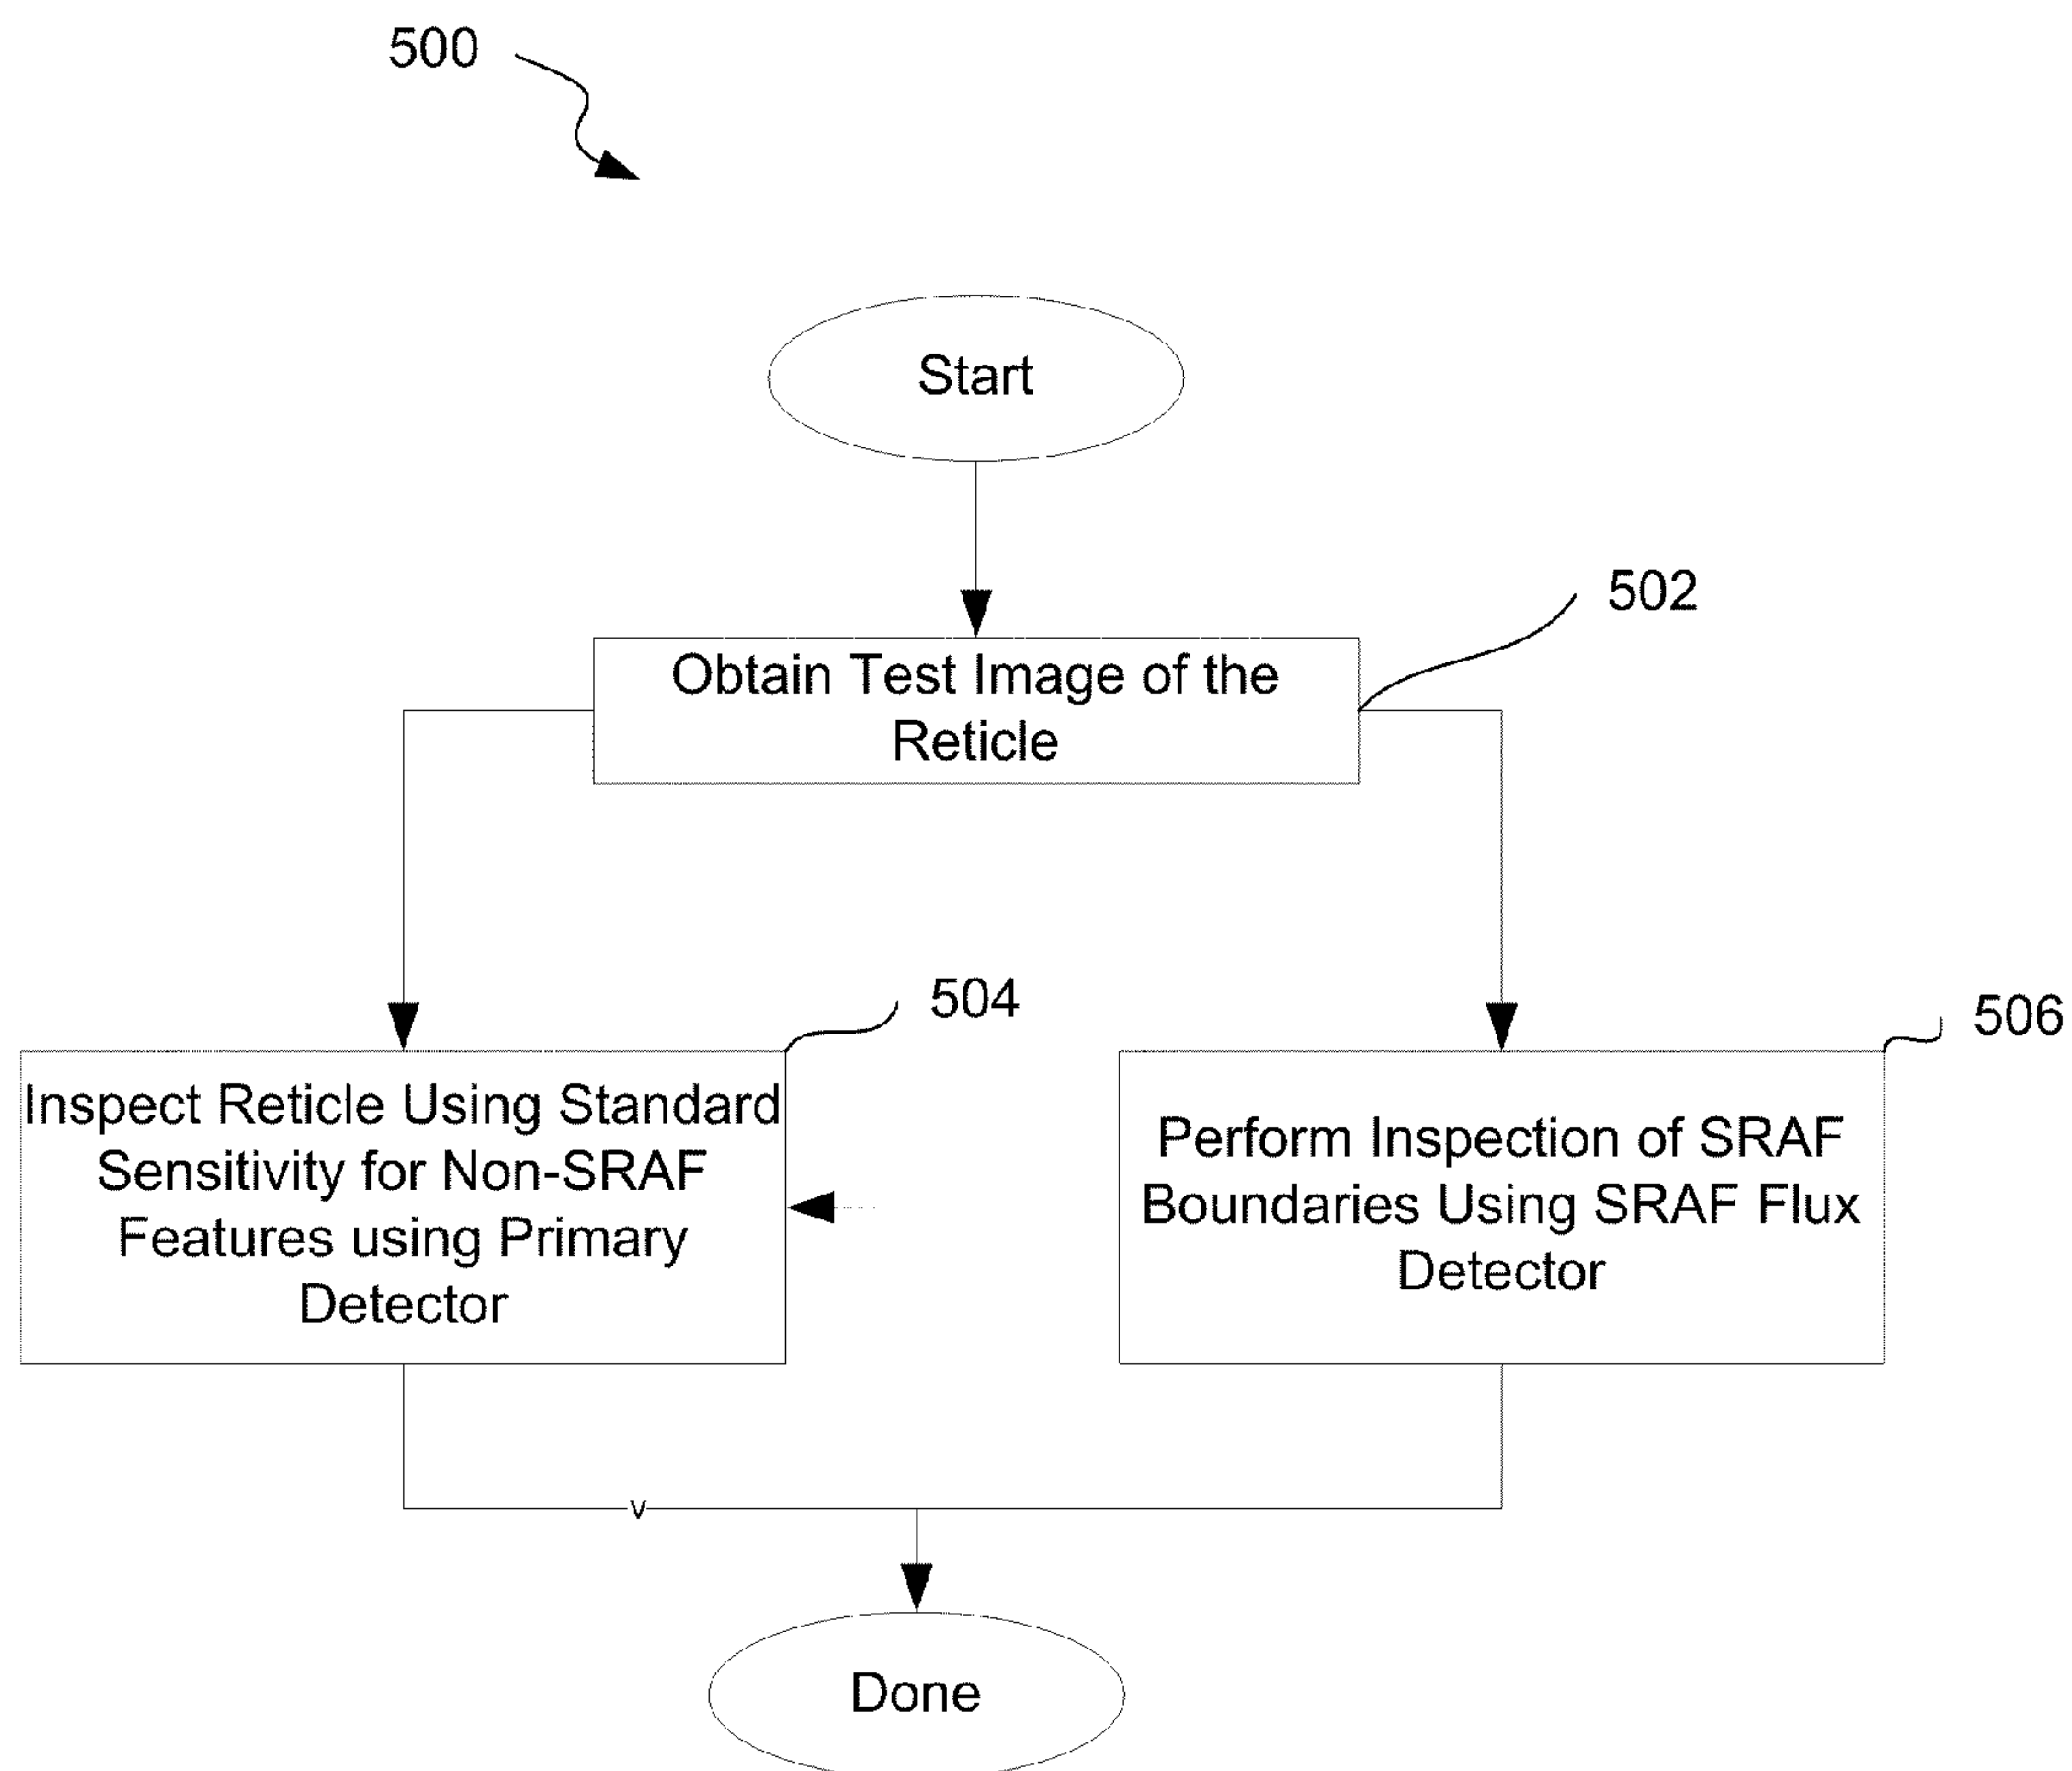 500
Start
502
Obtain Test Image of the
Reticle
504
506
Inspect Reticle Using Standard
Sensitivity for Non-SRAF
Features using Primary
Detector
Perform Inspection of SRAF
Boundaries Using SRAF Flux
Detector
v
Done